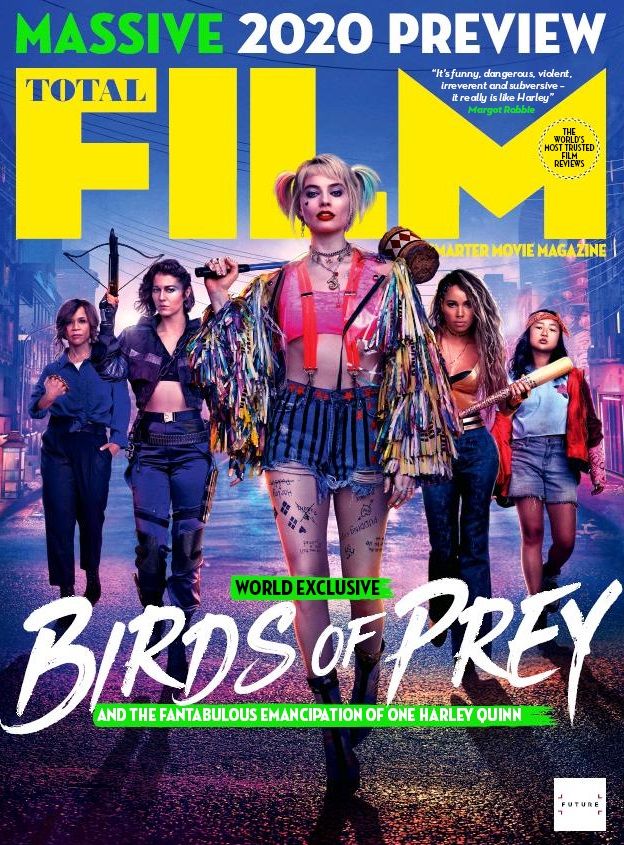 MASSIVE 2020 PREVIEW
TOTAL
FILM
“It’s funny, dangerous, violent,
irreverent and subversive –
it really is like Harley”
Margot Robbie
THE
WORLD'S
MOST TRUSTED
FILM
REVIEWS
SMARTER MOVIE MAGAZINE
WORLD EXCLUSIVE
BIRDS OF PREY
AND THE FANTABULOUS EMANCIPATION OF ONE HARLEY QUINN
FUTURE